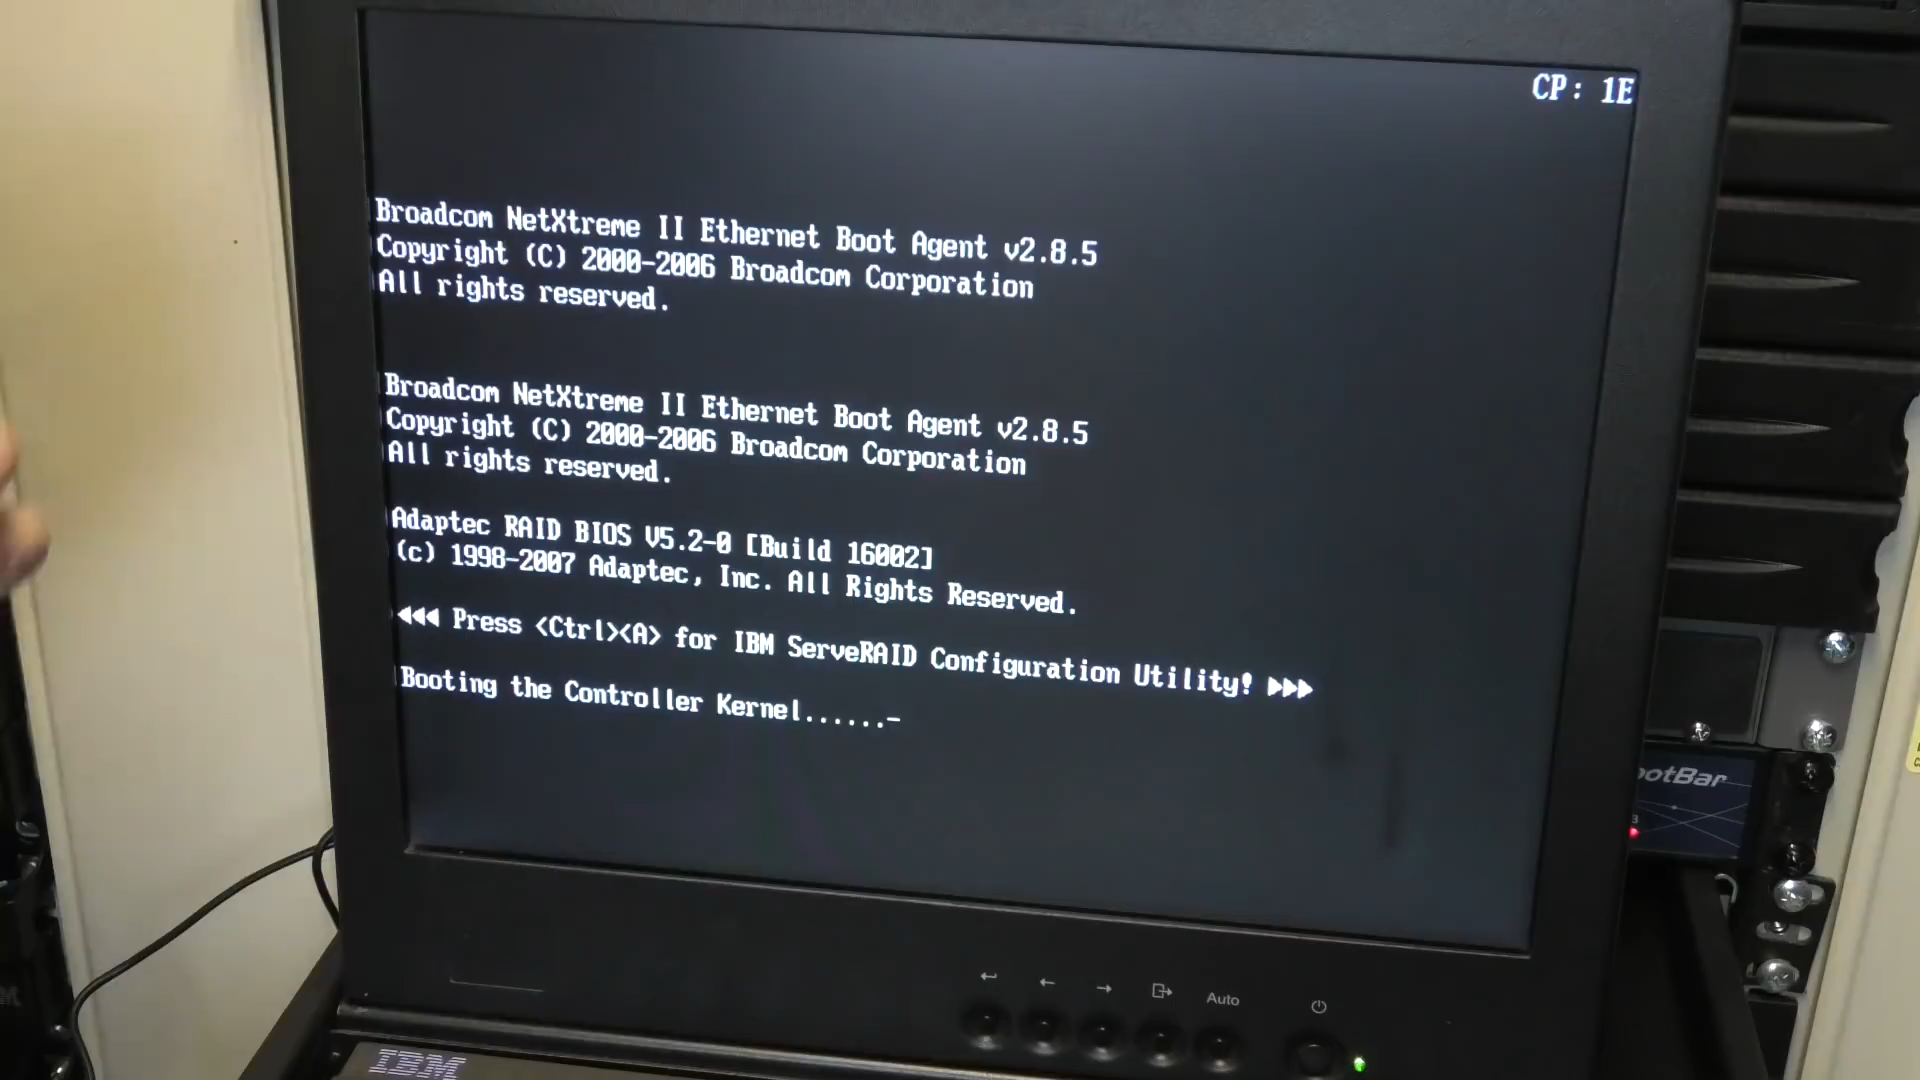 CP: 1E
Broadcom NetXtreme II Ethernet Boot Agent v2.8.5
Copyright (C) 2000-2006 Broadcom Corporation
All rights reserved.
Broadcom NetXtreme II Ethernet Boot Agent v2.8.5
Copyright (C) 2000-2006 Broadcom Corporation
All rights reserved.
Adaptec RAID BIOS V5.2-0 [Build 16002]
(c) 1998-2007 Adaptec, Inc. All Rights Reserved.
◄◄◄ Press <Ctrl><A> for IBM ServeRAID Configuration Utility! ►►►
Booting the Controller Kernel......-
ootBar
3
Auto
IBM